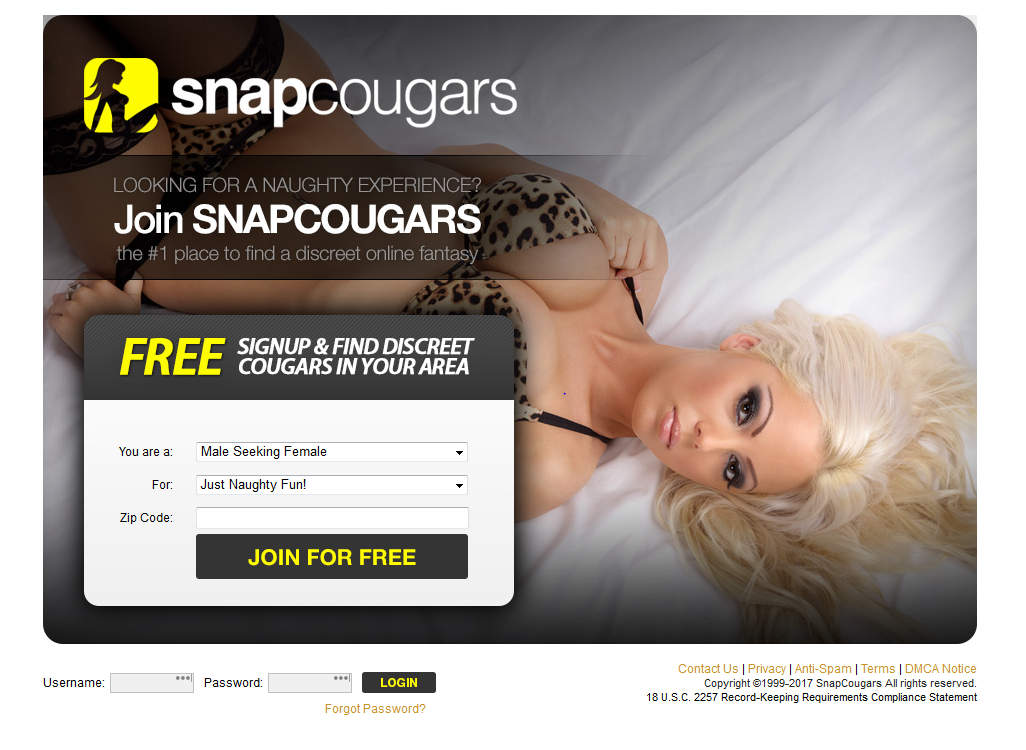 snapcougars
LOOKING FOR A NAUGHTY EXPERIENCE?
Join SNAPCOUGARS
the #1 place to find a discreet online fantasy
FREE SIGNUP & FIND DISCREET
COUGARS IN YOUR AREA
You are a: Male Seeking Female
For: Just Naughty Fun!
Zip Code:
JOIN FOR FREE
Username: Password: LOGIN
Forgot Password?
Contact Us | Privacy | Anti-Spam | Terms | DMCA Notice
Copyright ©1999-2017 SnapCougars All rights reserved.
18 U.S.C. 2257 Record-Keeping Requirements Compliance Statement